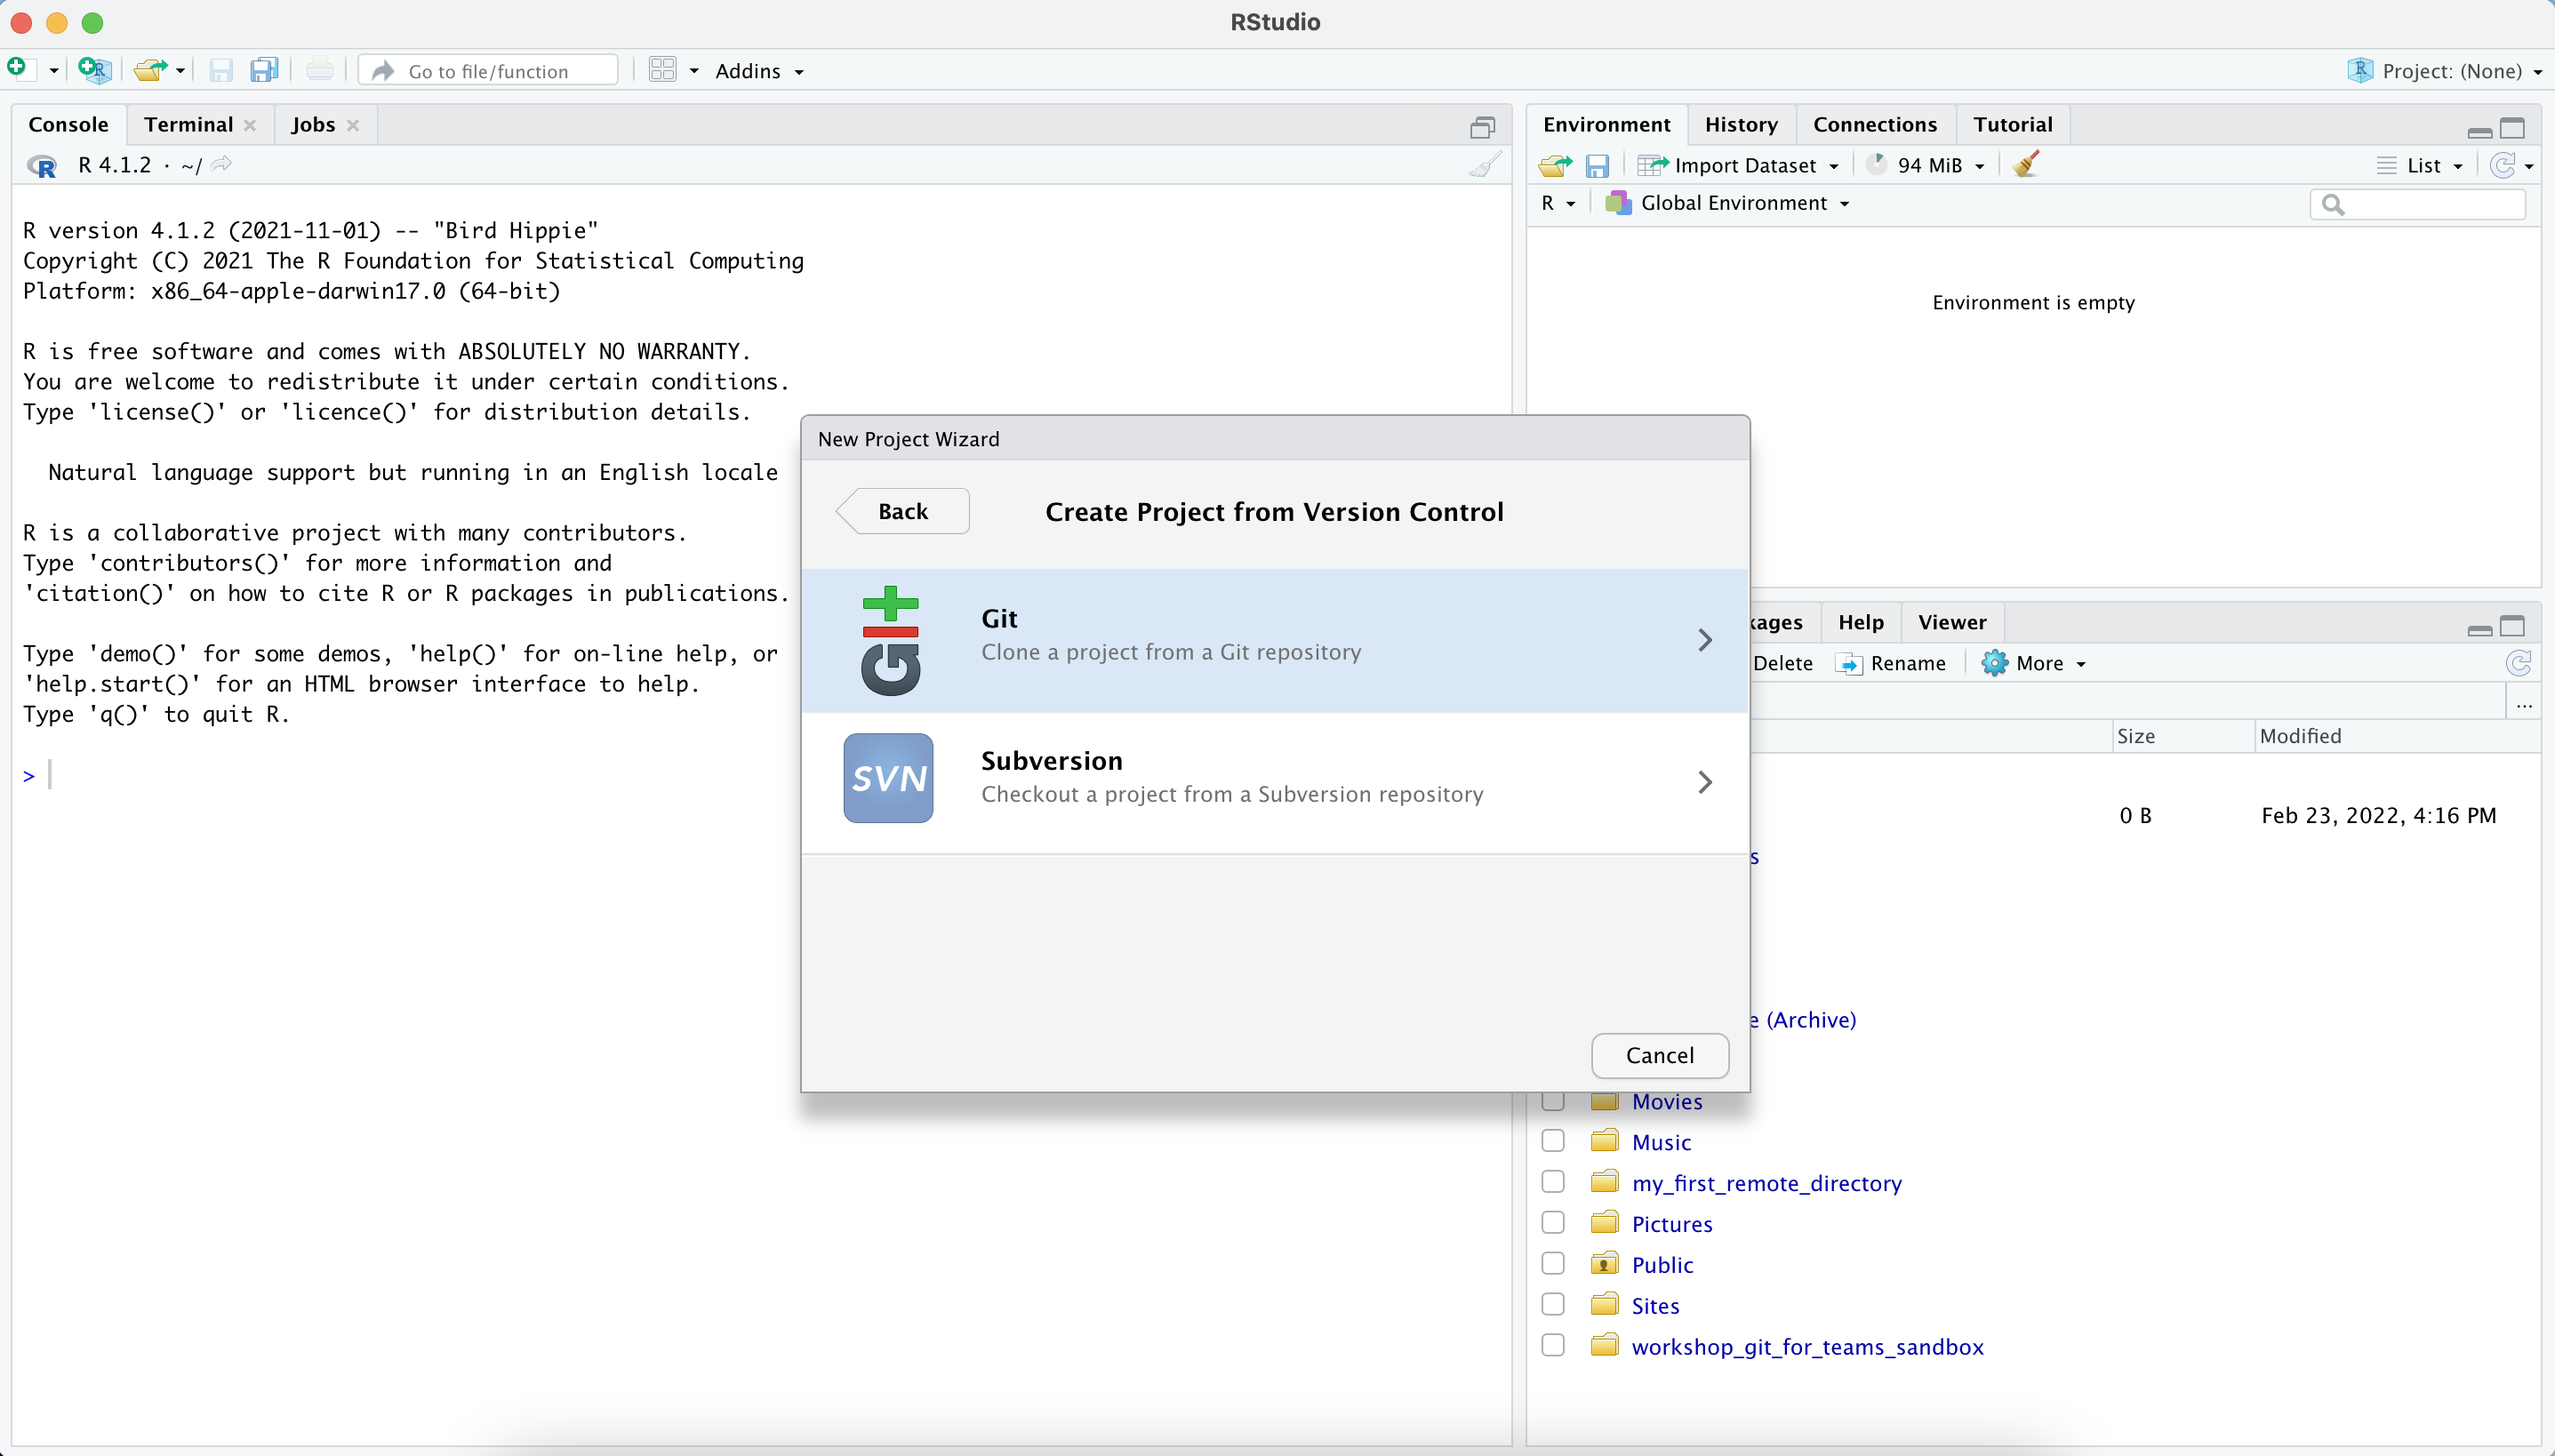 RStudio
Go to file/function
Addins
Project: (None)
Console
Terminal
Jobs
R 4.1.2 · ~/
R version 4.1.2 (2021-11-01) -- "Bird Hippie"
Copyright (C) 2021 The R Foundation for Statistical Computing
Platform: x86_64-apple-darwin17.0 (64-bit)
R is free software and comes with ABSOLUTELY NO WARRANTY.
You are welcome to redistribute it under certain conditions.
Type 'license()' or 'licence()' for distribution details.
Natural language support but running in an English locale
R is a collaborative project with many contributors.
Type 'contributors()' for more information and
'citation()' on how to cite R or R packages in publications.
Type 'demo()' for some demos, 'help()' for on-line help, or
'help.start()' for an HTML browser interface to help.
Type 'q()' to quit R.
>
New Project Wizard
Back
Create Project from Version Control
Git
Git
Clone a project from a Git repository
SVN
Subversion
Checkout a project from a Subversion repository
Cancel
Environment
History
Connections
Tutorial
Import Dataset
94 MiB
List
R
Global Environment
Environment is empty
kages
Help
Viewer
Delete
Rename
More
...
Size
Modified
0 B
Feb 23, 2022, 4:16 PM
s
e (Archive)
Movies
Music
my_first_remote_directory
Pictures
Public
Sites
workshop_git_for_teams_sandbox